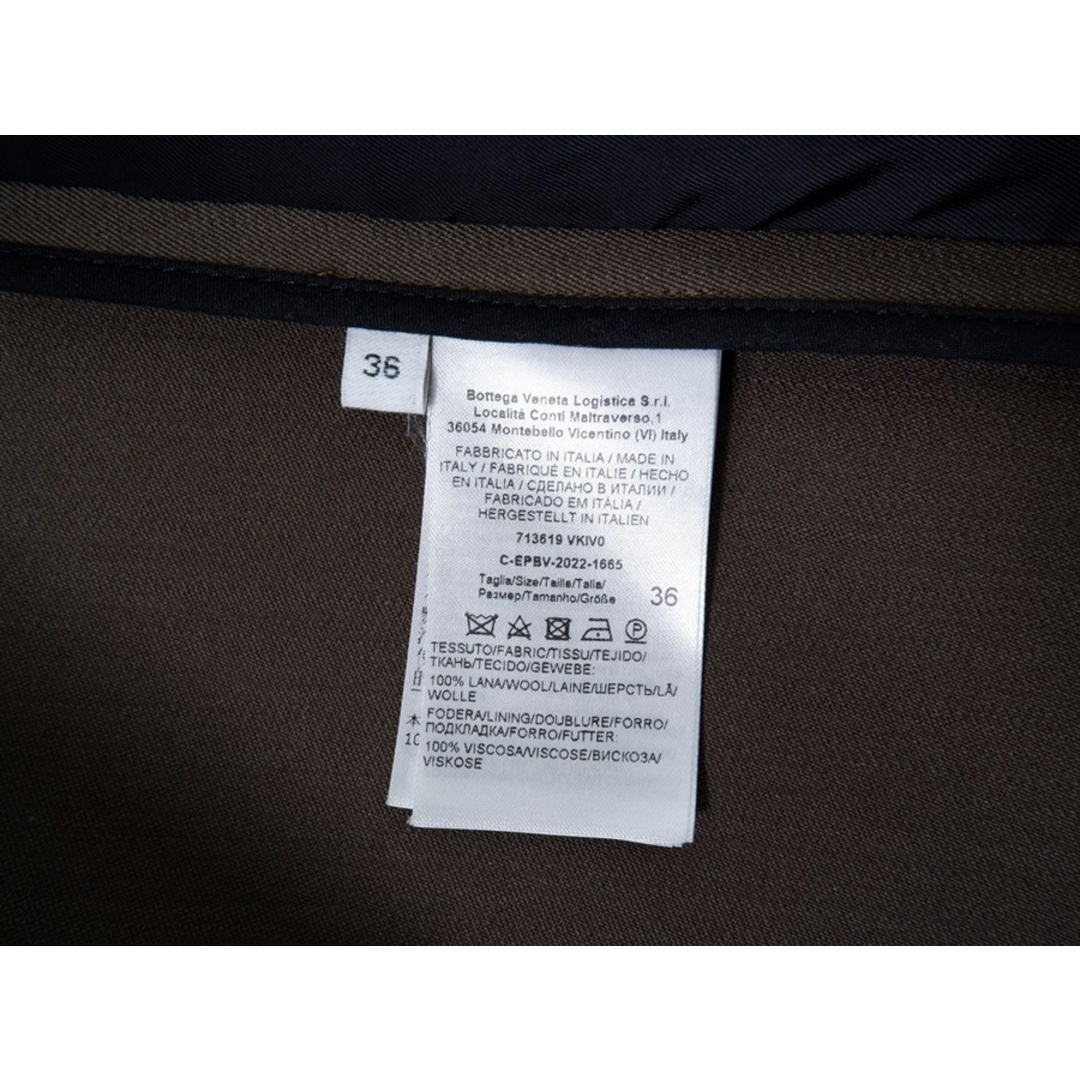 36
Bottega Veneta Logistica S.r.l.
Località Conti Maltraverso,1
36054 Montebello Vicentino (VI) Italy
FABBRICATO IN ITALIA / MADE IN
ITALY / FABRIQUÉ EN ITALIE / HECHO
EN ITALIA / СДЕЛАНО В ИТАЛИИ /
FABRICADO EM ITÁLIA /
HERGESTELLT IN ITALIEN
713619 VKIV0
C-EPBV-2022-1665
Taglia/Size/Taille/Talla/
Размер/Tamanho/Größe 36
P
TESSUTO/FABRIC/TISSU/TEJIDO/
ТКАНЬ/TECIDO/GEWEBE:
100% LANA/WOOL/LAINE/ШЕРСТЬ/LÃ/
WOLLE
FODERA/LINING/DOUBLURE/FORRO/
ПОДКЛАДКА/FORRO/FUTTER:
100% VISCOSA/VISCOSE/ВИСКОЗА/
VISKOSE
本
10